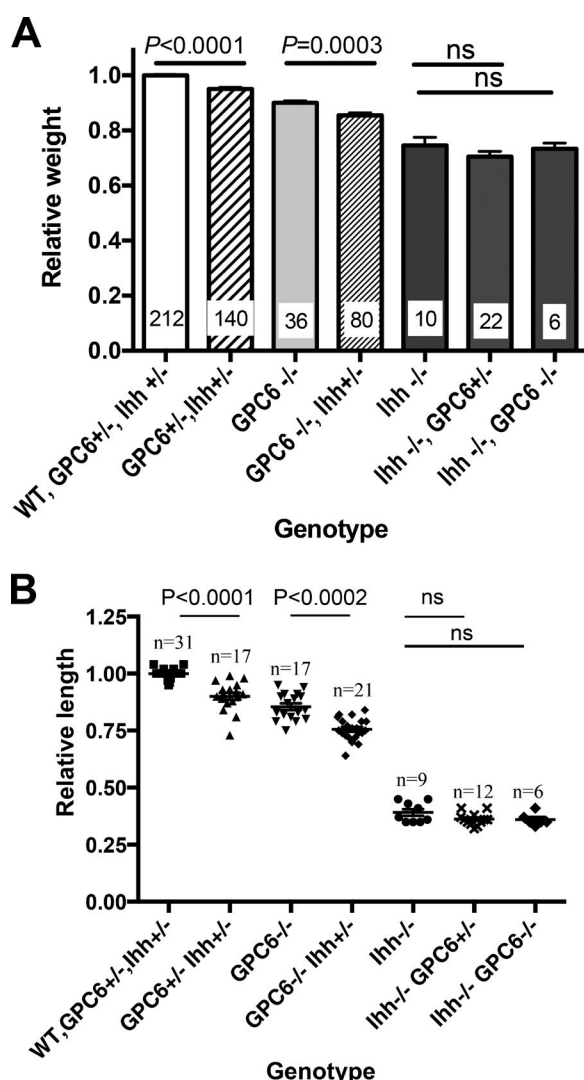 A
P<0.0001
P=0.0003
ns
ns
Relative weight
1.0
0.8
0.6
0.4
0.2
0.0
212
140
36
80
10
22
6
WT, GPC6+/-, Ihh +/-
GPC6+/-,Ihh+/-
GPC6 -/-
GPC6 -/-, Ihh+/-
Ihh -/-
Ihh -/-, GPC6+/-
Ihh -/-, GPC6 -/-
Genotype
B
P<0.0001
P<0.0002
ns
ns
Relative length
1.25
1.00
0.75
0.50
0.25
0.00
n=31
n=17
n=17
n=21
n=9
n=12
n=6
WT,GPC6+/-,Ihh+/-
GPC6+/- Ihh+/-
GPC6-/-
GPC6-/- Ihh+/-
Ihh-/-
Ihh-/- GPC6+/-
Ihh-/- GPC6-/-
Genotype